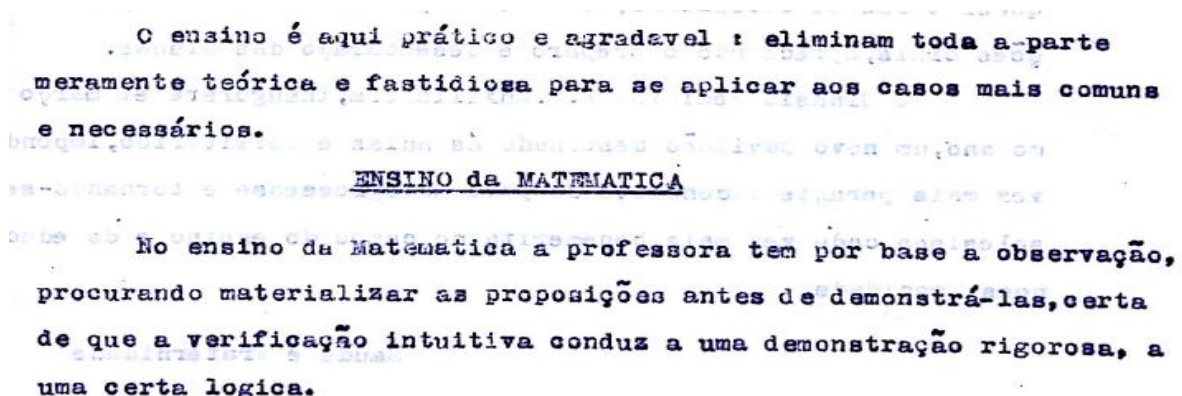 O ensino é aqui prático e agradavel : eliminam toda a parte
meramente teórica e fastidiosa para se aplicar aos casos mais comuns
e necessários.
ENSINO da MATEMATICA
No ensino da Matematica a professora tem por base a observação,
procurando materializar as proposições antes de demonstrá-las,certa
de que a verificação intuitiva conduz a uma demonstração rigorosa, a
uma certa logica.